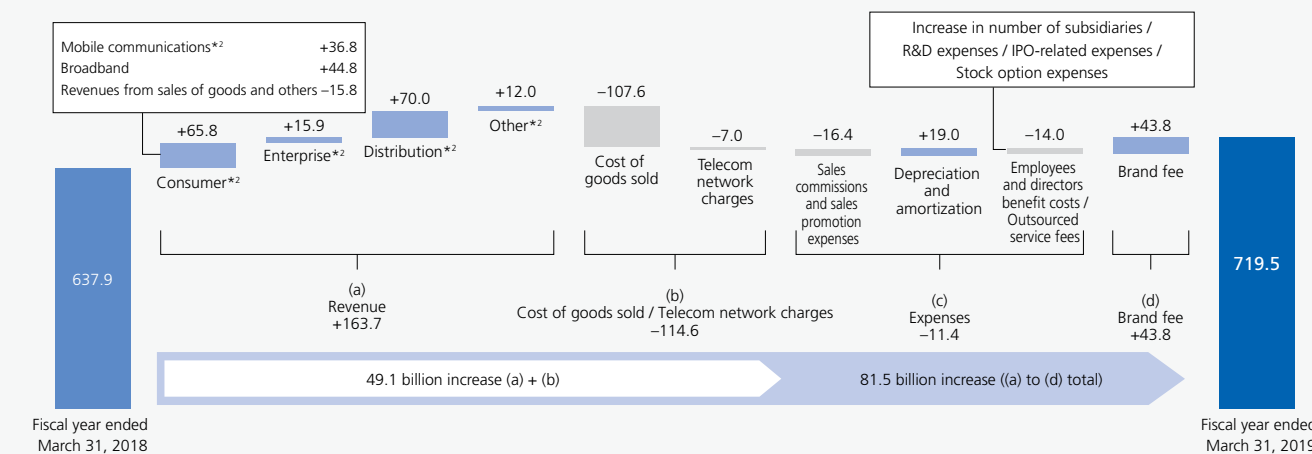 Mobile communications*2 +36.8
Broadband +44.8
Revenues from sales of goods and others –15.8
Increase in number of subsidiaries /
R&D expenses / IPO-related expenses /
Stock option expenses
637.9
Fiscal year ended
March 31, 2018
+65.8
Consumer*2
+15.9
Enterprise*2
+70.0
Distribution*2
+12.0
Other*2
–107.6
Cost of
goods sold
–7.0
Telecom
network
charges
–16.4
Sales
commissions
and sales
promotion
expenses
+19.0
Depreciation
and
amortization
–14.0
Employees
and directors
benefit costs /
Outsourced
service fees
+43.8
Brand fee
(a)
Revenue
+163.7
(b)
Cost of goods sold / Telecom network charges
–114.6
(c)
Expenses
–11.4
(d)
Brand fee
+43.8
49.1 billion increase (a) + (b)
81.5 billion increase ((a) to (d) total)
719.5
Fiscal year ended
March 31, 2019